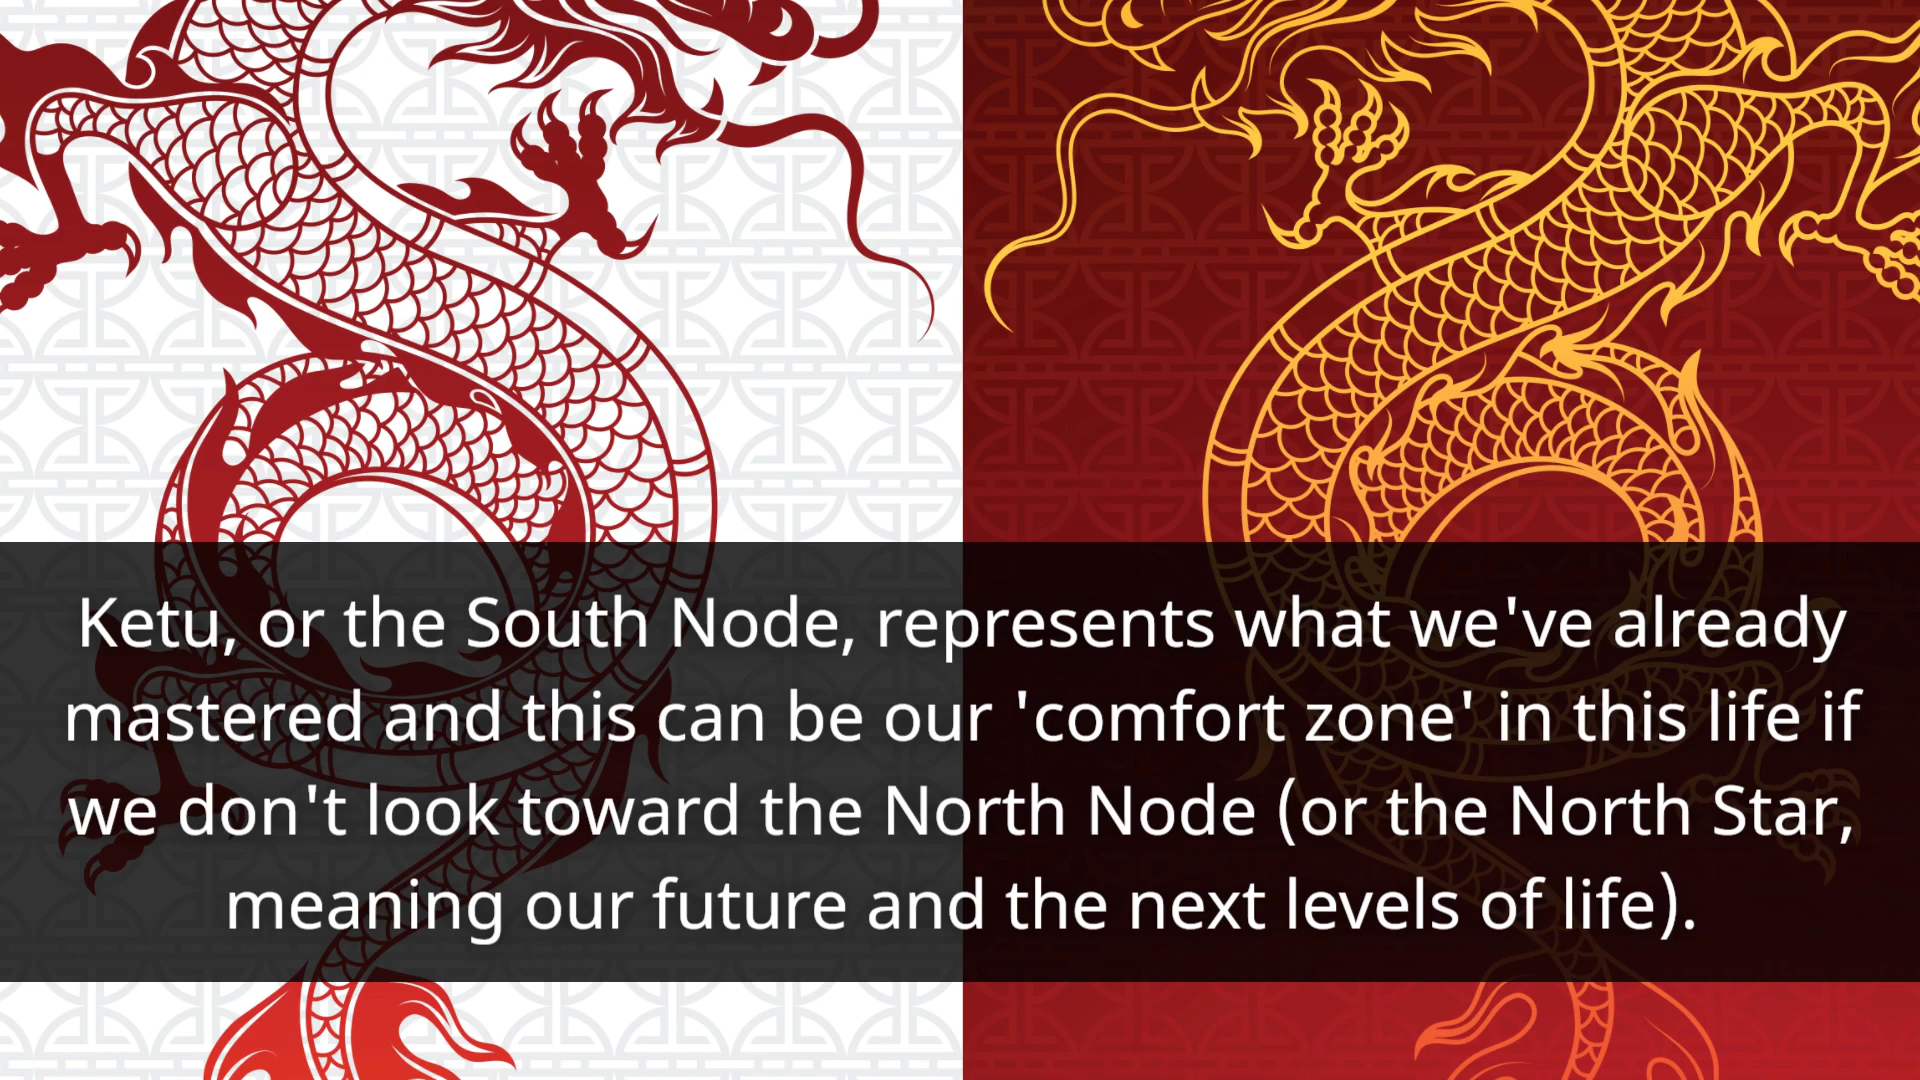 Ketu, or the South Node, represents what we've already
mastered and this can be our 'comfort zone' in this life if
we don't look toward the North Node (or the North Star,
meaning our future and the next levels of life).